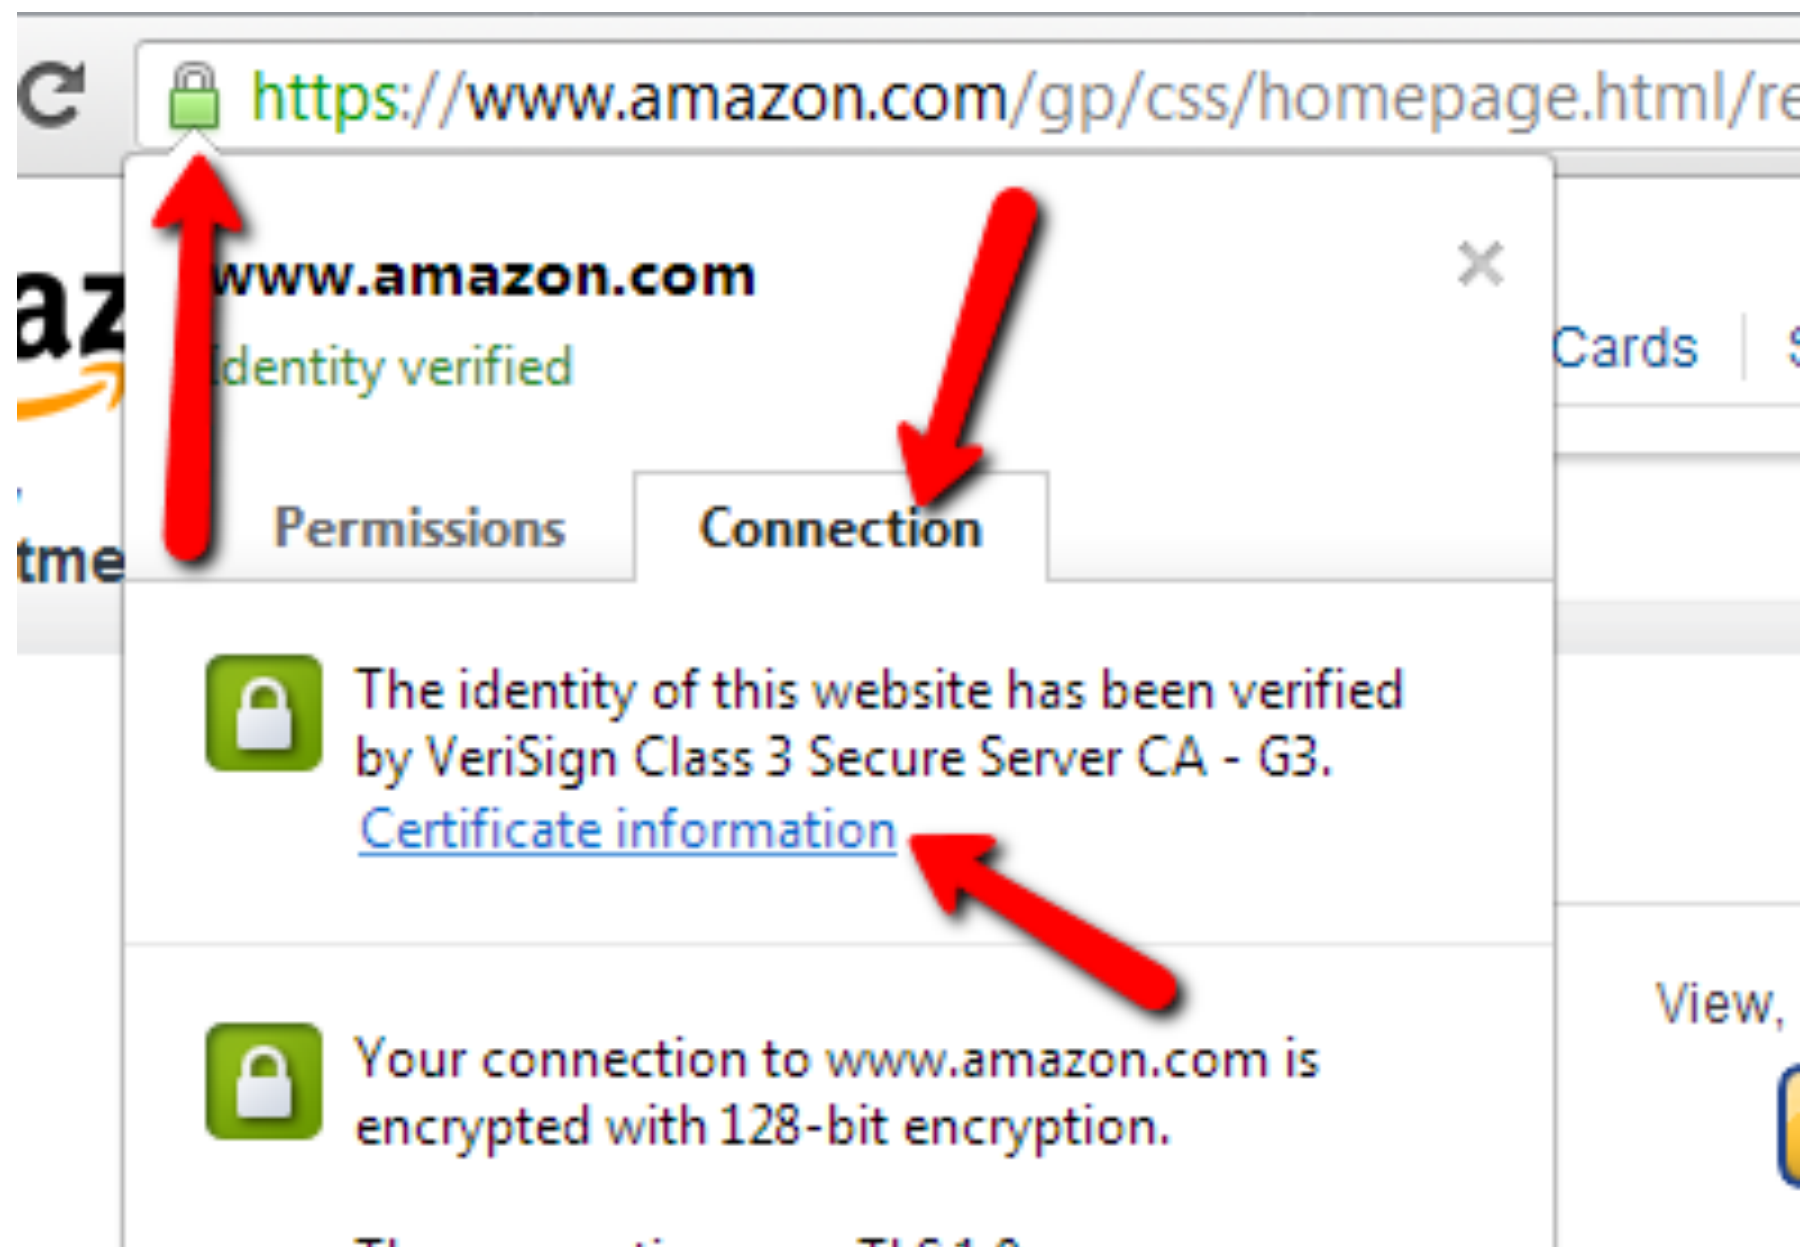 https://www.amazon.com/gp/css/homepage.html/re
az
www.amazon.com
Identity verified
Cards
Permissions
Connection
tme
The identity of this website has been verified
by VeriSign Class 3 Secure Server CA - G3.
Certificate information
View,
Your connection to www.amazon.com is
encrypted with 128-bit encryption.